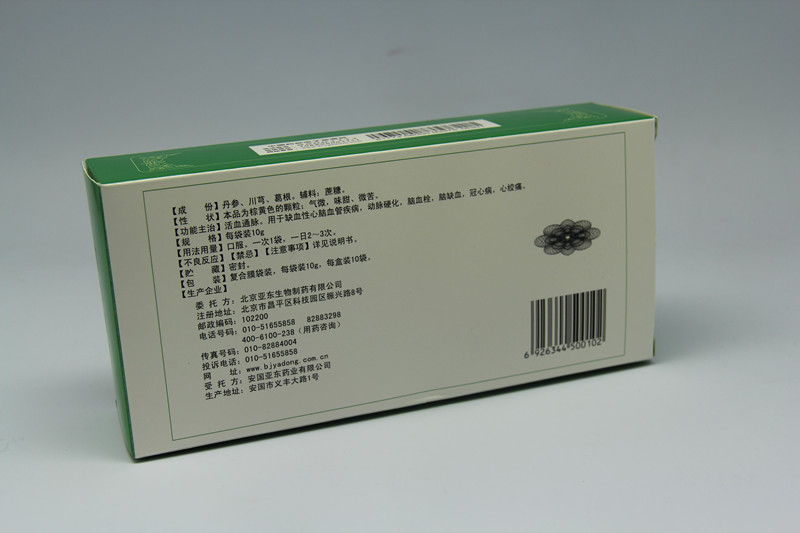 【成　　份】丹参、川芎、葛根。铺料：蔗糖。
【性　　状】本品为棕黄色的颗粒；气微，味甜、微苦。
【功能主治】活血通脉。用于缺血性心脑血管疾病，动脉硬化，脑血栓，脑缺血，冠心病，心绞痛。
【规　　格】每袋装10g
【用法用量】口服。一次1袋，一日2～3次。
【不良反应】【禁忌】【注意事项】详见说明书。
【贮　　藏】密封。
【包　　装】复合膜袋装，每袋装10g，每盒装10袋。
【生产企业】
委 托 方：北京亚东生物制药有限公司
注册地址：北京市昌平区科技园区振兴路8号
邮政编码：102200
电话号码：010-51655858　82883298
400-6100-238（用药咨询）
传真号码：010-82884004
投诉电话：010-51655858
网　　址：www.bjyadong.com.cn
受 托 方：安国亚东药业有限公司
生产地址：安国市义丰大路1号
6 926344 500102